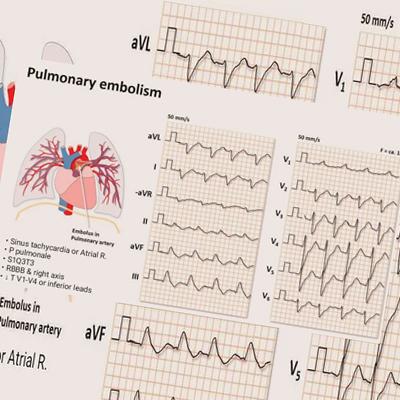 aVL
50 mm/s
V1
Pulmonary embolism
50 mm/s
aVL
I
-aVR
II
aVF
III
50 mm/s
F = ca. 1
V1
V2
V3
V4
V5
V6
Embolus in
Pulmonary artery
• Sinus tachycardia or Atrial R.
• P pulmonale
• S1Q3T3
• RBBB & right axis
• ↓ T V1-V4 or inferior leads
Embolus in
Pulmonary artery
or Atrial R.
aVF
V5